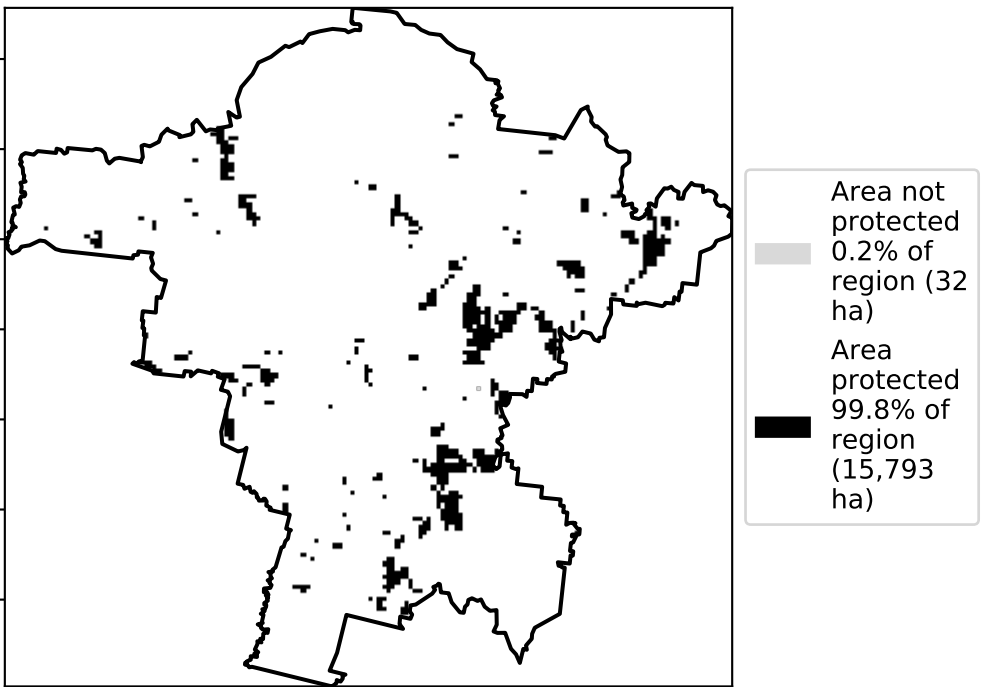 Area not
protected
0.2% of
region (32
ha)
Area
protected
99.8% of
region
(15,793
ha)